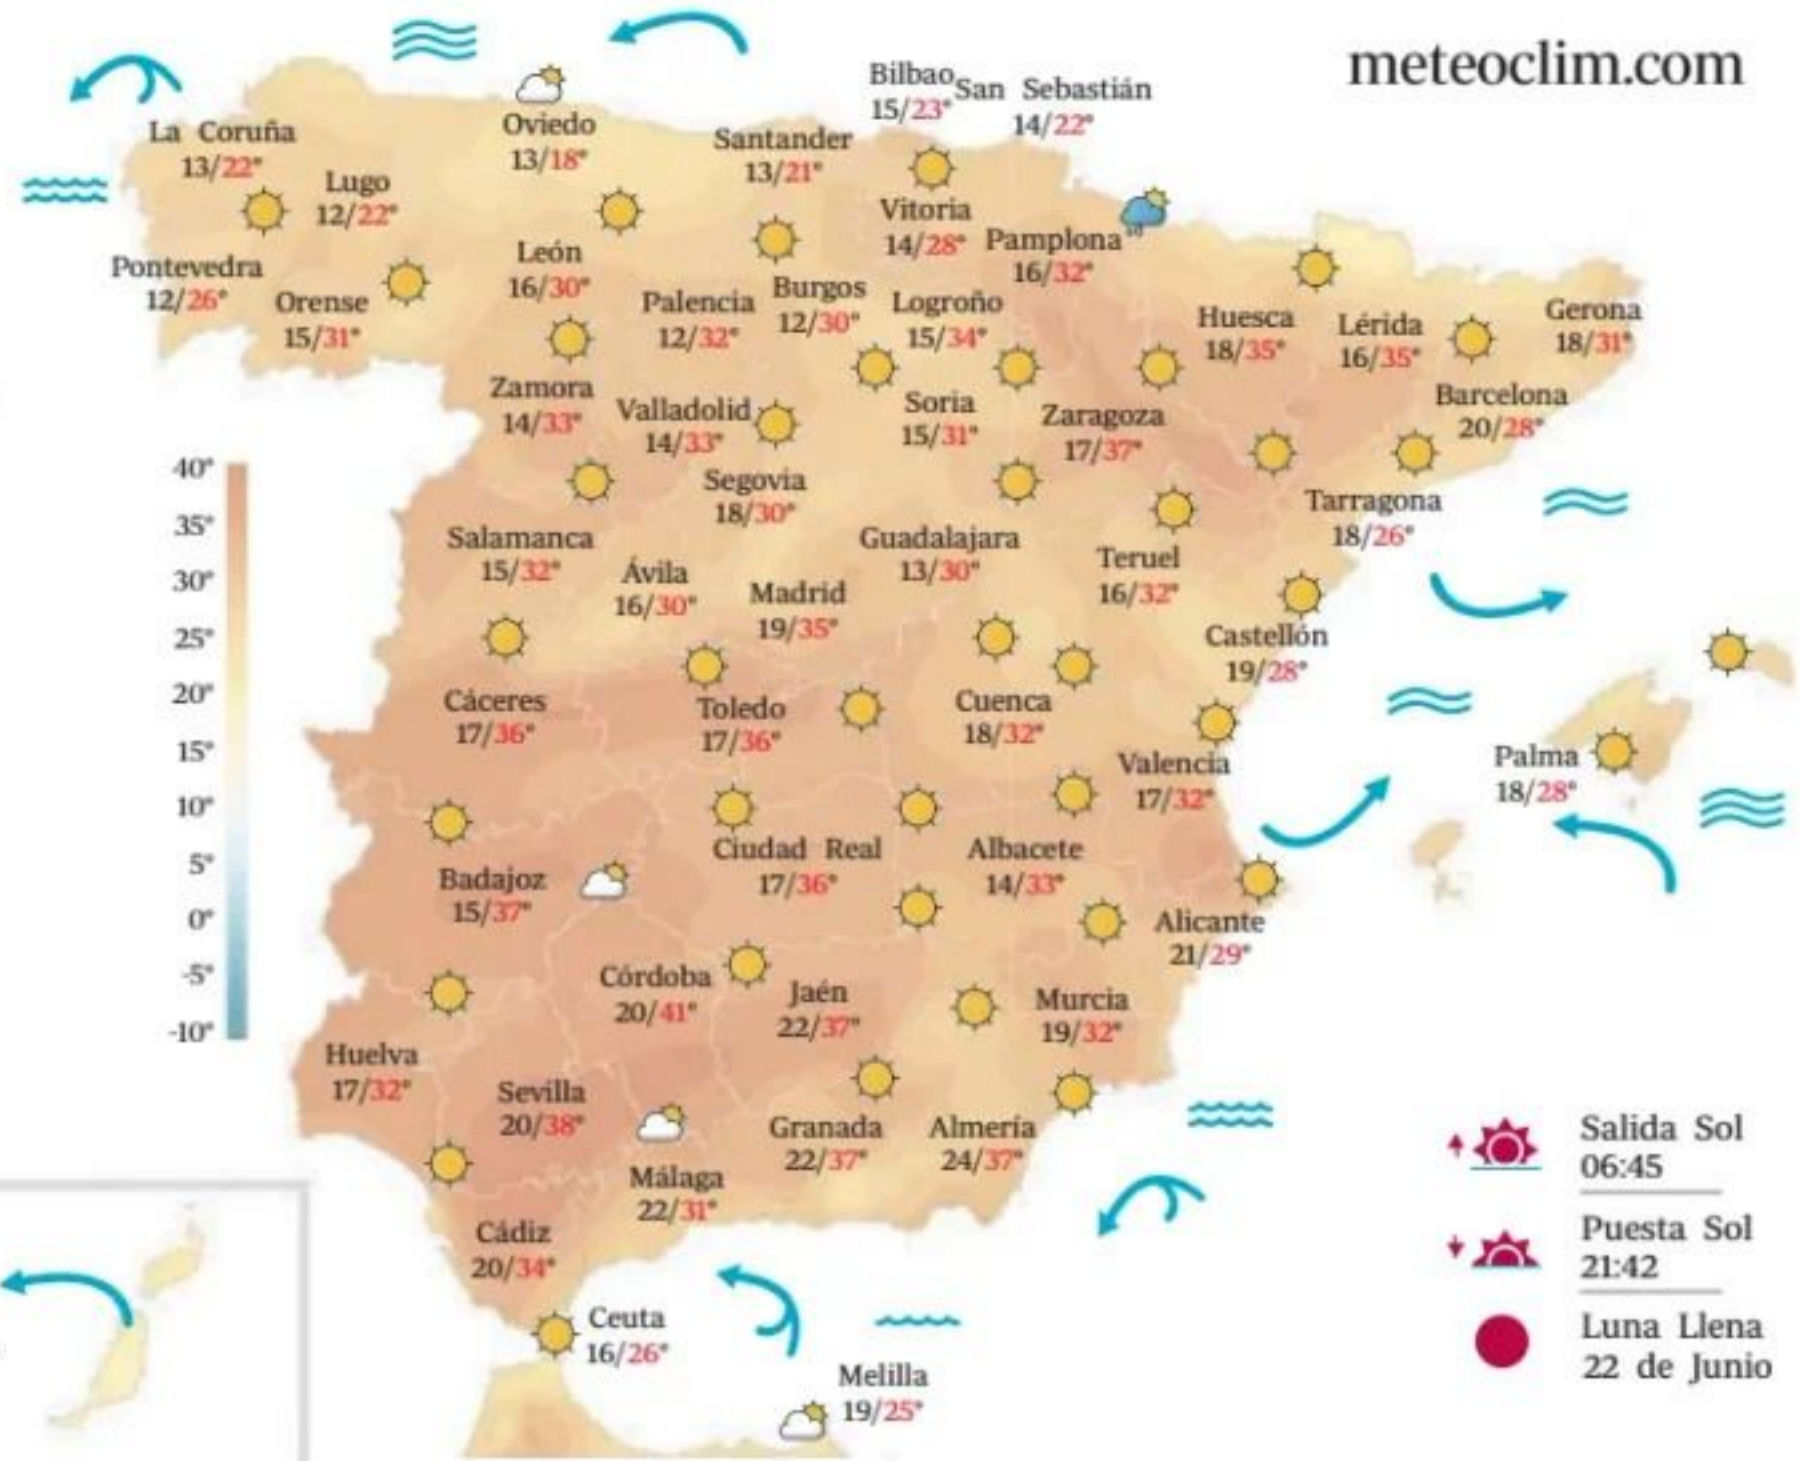 meteoclim.com
Bilbao
15/23°
San Sebastián
14/22°
La Coruña
13/22°
Oviedo
13/18°
Santander
13/21°
Lugo
12/22°
Vitoria
14/28°
Pamplona
16/32°
León
16/30°
Pontevedra
12/26°
Orense
15/31°
Palencia
12/32°
Burgos
12/30°
Logroño
15/34°
Huesca
18/35°
Lérida
16/35°
Gerona
18/31°
Zamora
14/33°
Valladolid
14/33°
Soria
15/31°
Zaragoza
17/37°
Barcelona
20/28°
Segovia
18/30°
Tarragona
18/26°
Salamanca
15/32°
Ávila
16/30°
Madrid
19/35°
Guadalajara
13/30°
Teruel
16/32°
Castellón
19/28°
Cáceres
17/36°
Toledo
17/36°
Cuenca
18/32°
Valencia
17/32°
Palma
18/28°
Badajoz
15/37°
Ciudad Real
17/36°
Albacete
14/33°
Alicante
21/29°
Córdoba
20/41°
Jaén
22/37°
Murcia
19/32°
Huelva
17/32°
Sevilla
20/38°
Granada
22/37°
Almería
24/37°
Málaga
22/31°
Cádiz
20/34°
Ceuta
16/26°
Melilla
19/25°
40°
35°
30°
25°
20°
15°
10°
5°
0°
-5°
-10°
Salida Sol
06:45
Puesta Sol
21:42
Luna Llena
22 de Junio